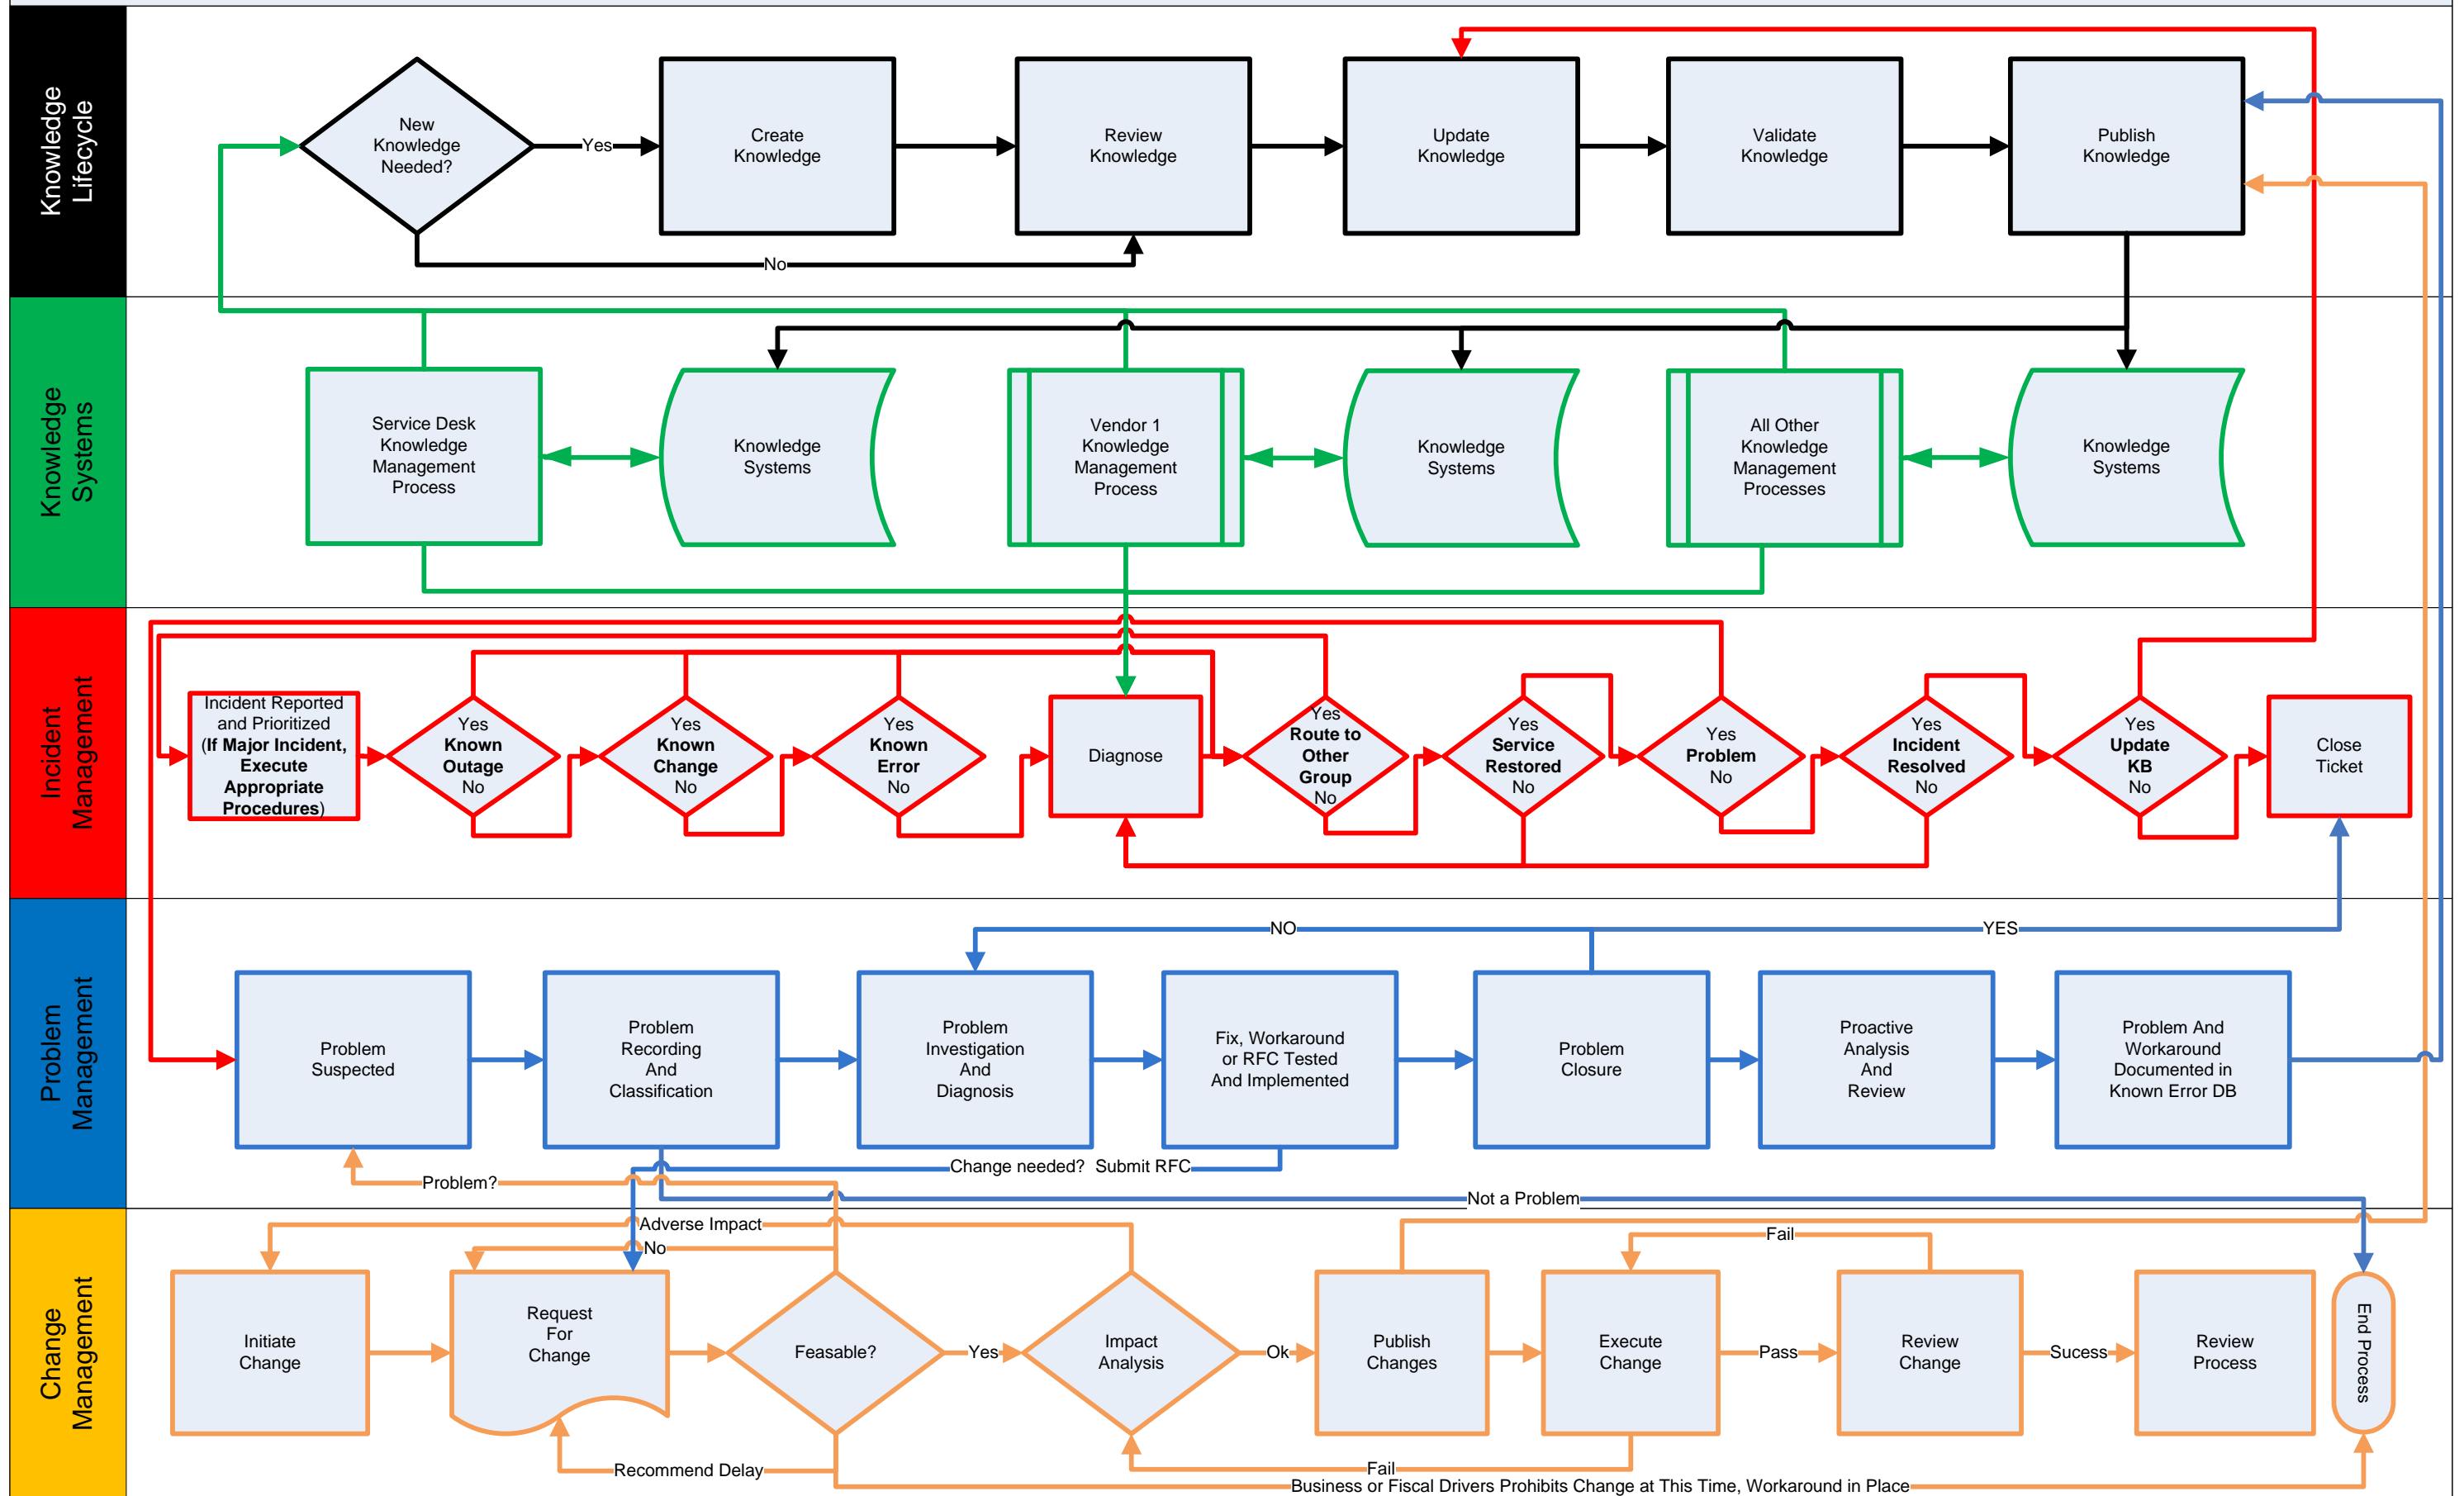 Knowledge
Lifecycle
New
Knowledge
Needed?
Yes
No
Create
Knowledge
Review
Knowledge
Update
Knowledge
Validate
Knowledge
Publish
Knowledge
Knowledge
Systems
Service Desk
Knowledge
Management
Process
Knowledge
Systems
Vendor 1
Knowledge
Management
Process
Knowledge
Systems
All Other
Knowledge
Management
Processes
Knowledge
Systems
Incident
Management
Incident Reported
and Prioritized
(If Major Incident,
Execute
Appropriate
Procedures)
Yes
Known
Outage
No
Yes
Known
Change
No
Yes
Known
Error
No
Diagnose
Yes
Route to
Other
Group
No
Yes
Service
Restored
No
Yes
Problem
No
Yes
Incident
Resolved
No
Yes
Update
KB
No
Close
Ticket
Problem
Management
NO
YES
Problem
Suspected
Problem
Recording
And
Classification
Problem
Investigation
And
Diagnosis
Fix, Workaround
or RFC Tested
And Implemented
Problem
Closure
Proactive
Analysis
And
Review
Problem And
Workaround
Documented in
Known Error DB
Change needed?  Submit RFC
Problem?
Not a Problem
Change
Management
Adverse Impact
No
Fail
Initiate
Change
Request
For
Change
Feasable?
Yes
Impact
Analysis
Ok
Publish
Changes
Execute
Change
Pass
Review
Change
Sucess
Review
Process
End Process
Recommend Delay
Fail
Business or Fiscal Drivers Prohibits Change at This Time, Workaround in Place